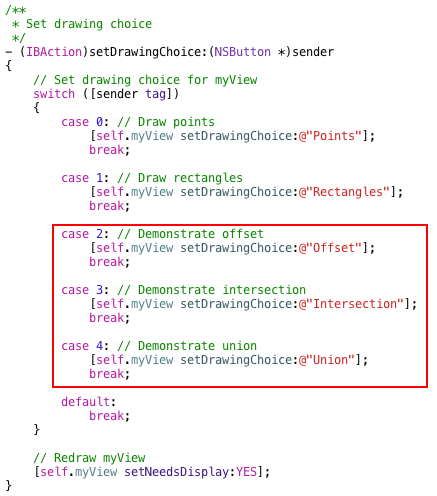 /**
 * Set drawing choice
 */
– (IBAction)setDrawingChoice:(NSButton *)sender
{
    // Set drawing choice for myView
    switch ([sender tag])
    {
        case 0: // Draw points
            [self.myView setDrawingChoice:@"Points"];
            break;

        case 1: // Draw rectangles
            [self.myView setDrawingChoice:@"Rectangles"];
            break;

        case 2: // Demonstrate offset
            [self.myView setDrawingChoice:@"Offset"];
            break;

        case 3: // Demonstrate intersection
            [self.myView setDrawingChoice:@"Intersection"];
            break;

        case 4: // Demonstrate union
            [self.myView setDrawingChoice:@"Union"];
            break;

        default:
            break;
    }

    // Redraw myView
    [self.myView setNeedsDisplay:YES];
}